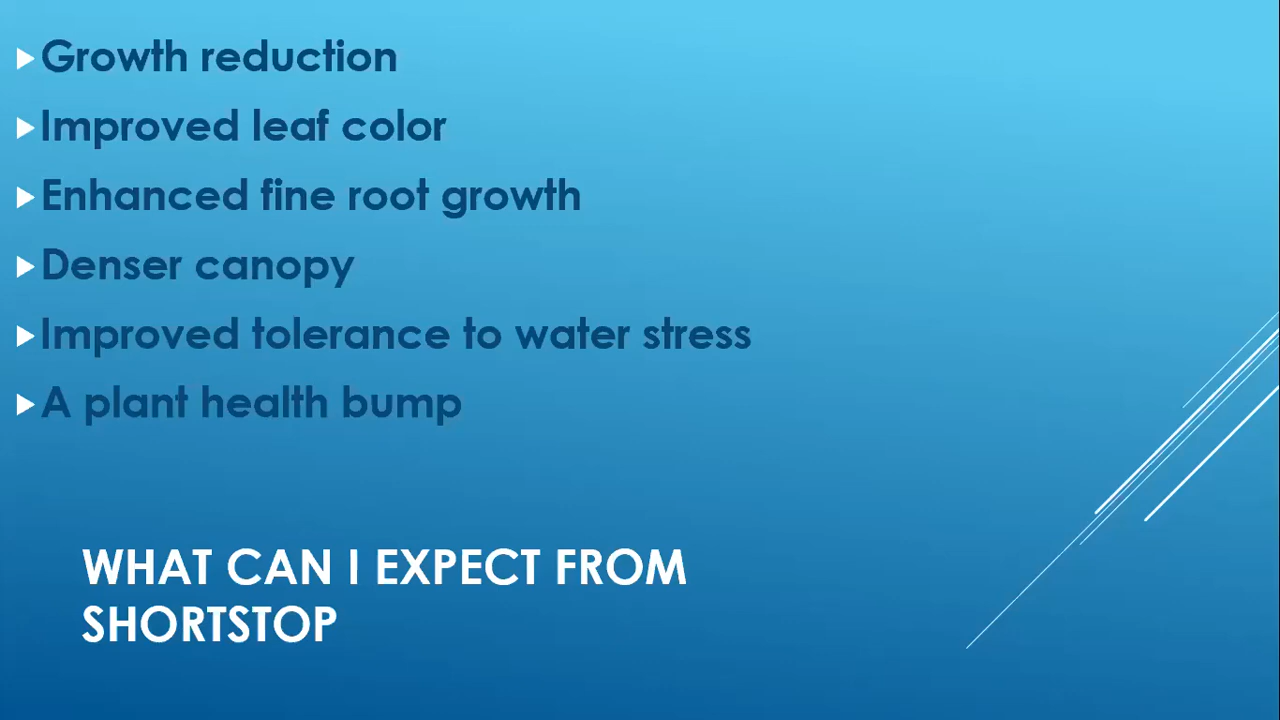 Growth reduction
Improved leaf color
Enhanced fine root growth
Denser canopy
Improved tolerance to water stress
A plant health bump
WHAT CAN I EXPECT FROM
SHORTSTOP